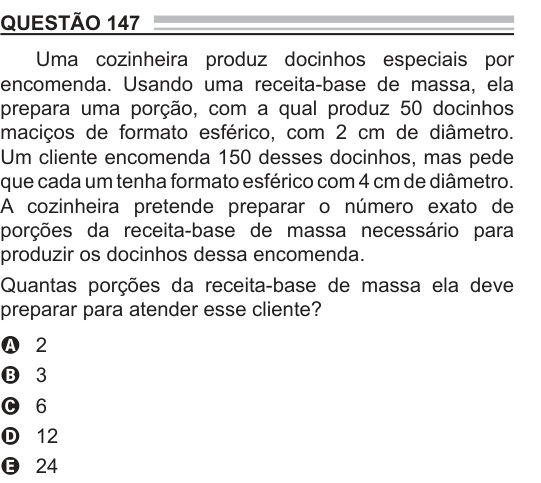 QUESTÃO 147
Uma cozinheira produz docinhos especiais por
encomenda. Usando uma receita-base de massa, ela
prepara uma porção, com a qual produz 50 docinhos
maciços de formato esférico, com 2 cm de diâmetro.
Um cliente encomenda 150 desses docinhos, mas pede
que cada um tenha formato esférico com 4 cm de diâmetro.
A cozinheira pretende preparar o número exato de
porções da receita-base de massa necessário para
produzir os docinhos dessa encomenda.
Quantas porções da receita-base de massa ela deve
preparar para atender esse cliente?
A 2
B 3
C 6
D 12
E 24